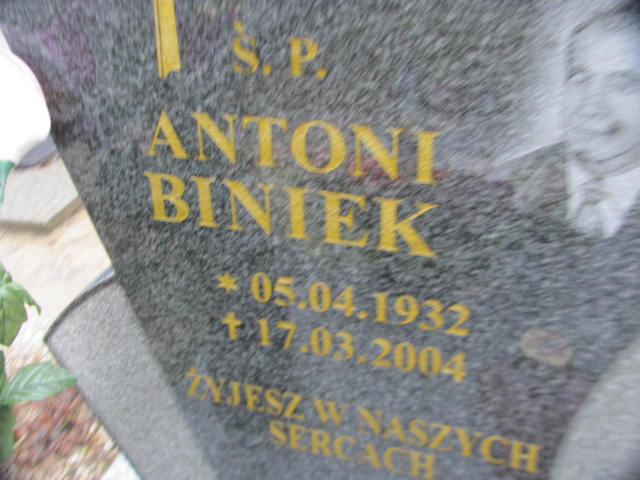 Ś. P.
ANTONI
BINIEK
* 05.04.1932
✝ 17.03.2004
ŻYJESZ W NASZYCH
SERCACH